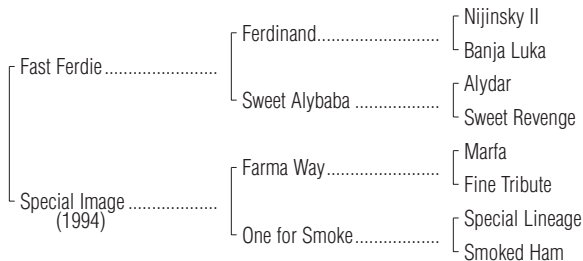 Nijinsky II
Ferdinand
Banja Luka
Fast Ferdie
Alydar
Sweet Alybaba
Sweet Revenge
Marfa
Farma Way
Fine Tribute
Special Image
(1994)
Special Lineage
One for Smoke
Smoked Ham